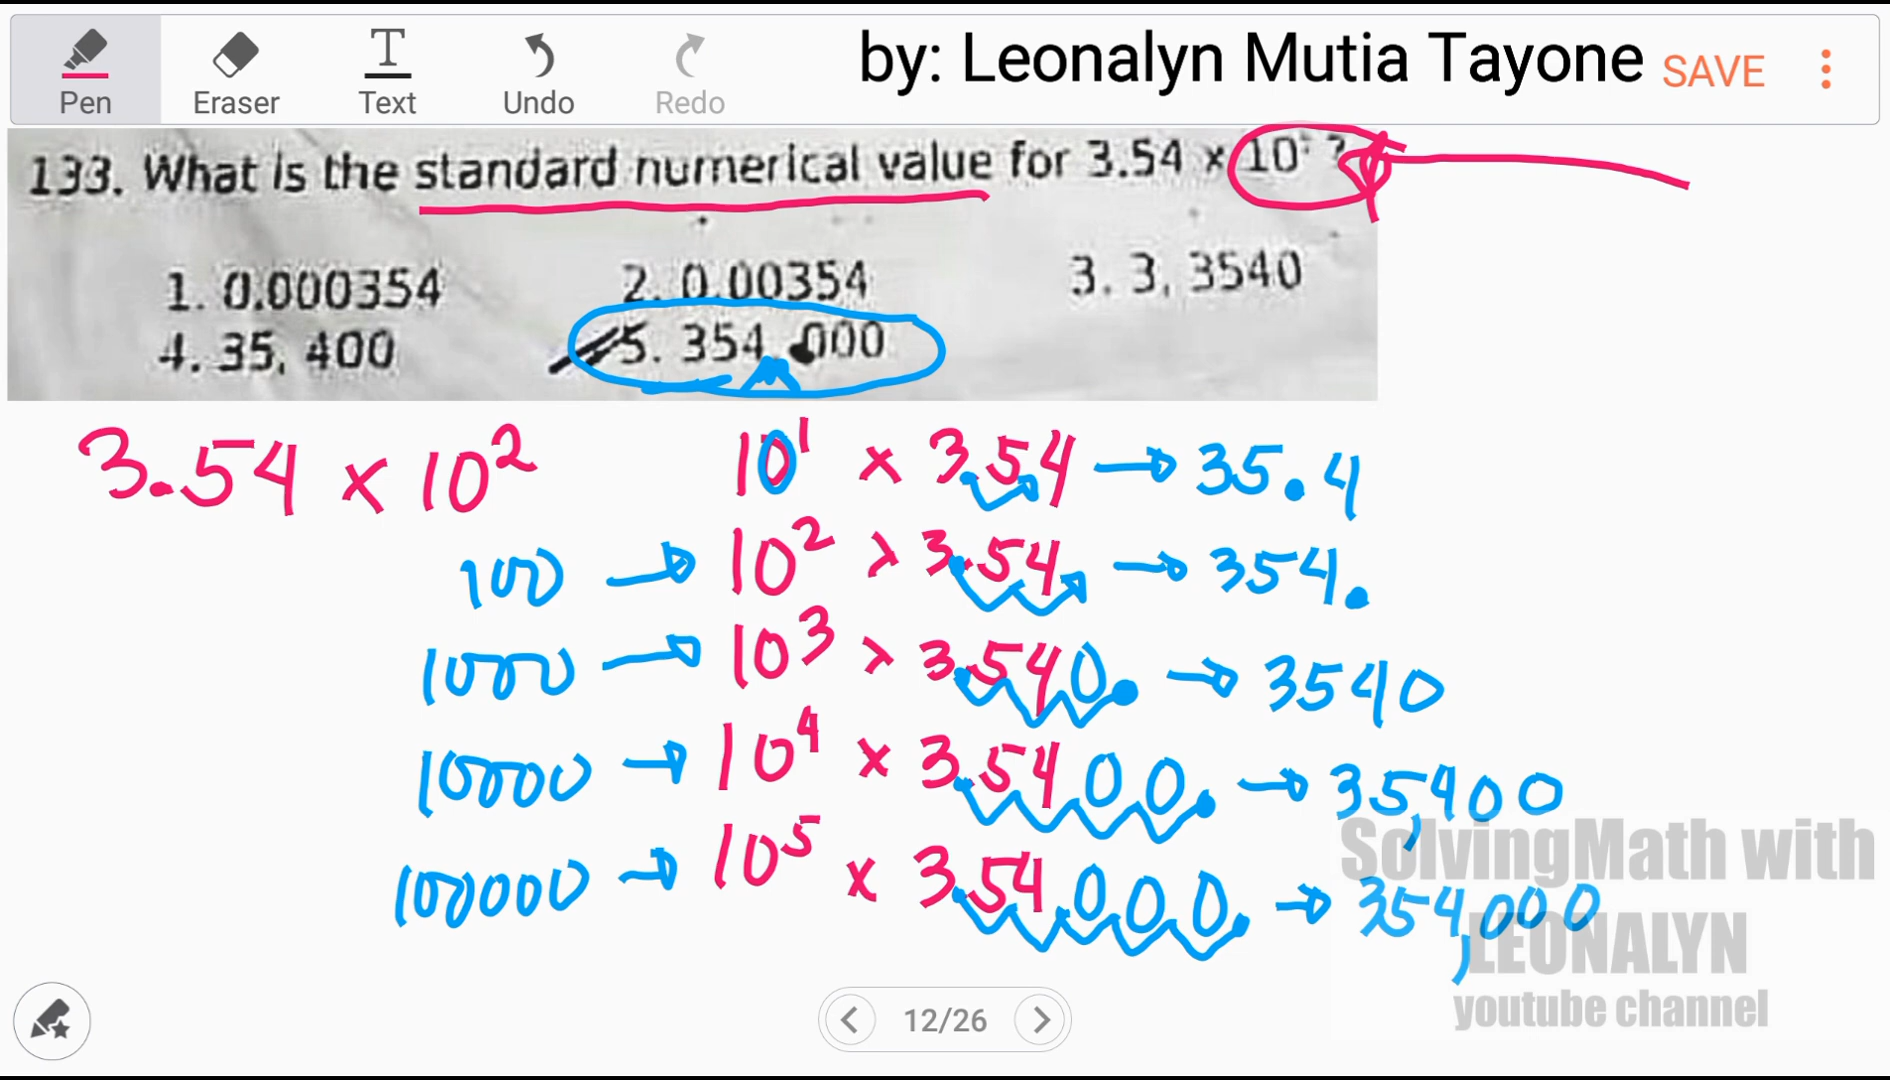 Pen Eraser Text Undo Redo by: Leonalyn Mutia Tayone SAVE
133. What is the standard numerical value for 3.54 × 10 ?
1. 0.000354 2. 0.00354 3. 3, 3540
4. 35, 400 5. 354, 000
3.54 × 10² 10¹ × 3.54 → 35.4
100 → 10² × 3.54 → 354.
1000 → 10³ × 3.540. → 3540
10000 → 10⁴ × 3.5400. → 35,400
100000 → 10⁵ × 3.54000. → 354,000
SolvingMath with
LEONALYN
youtube channel
12/26